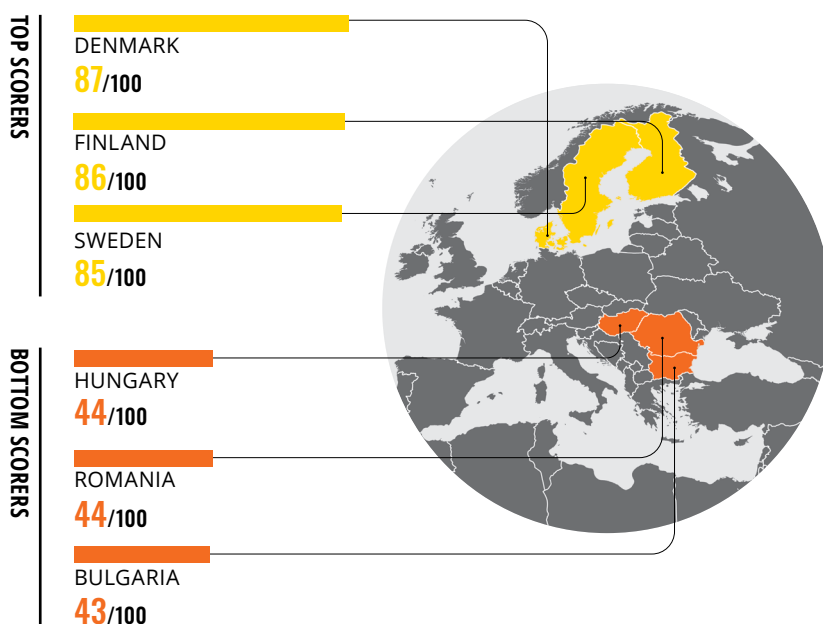 TOP SCORERS
DENMARK
87/100
FINLAND
86/100
SWEDEN
85/100
BOTTOM SCORERS
HUNGARY
44/100
ROMANIA
44/100
BULGARIA
43/100